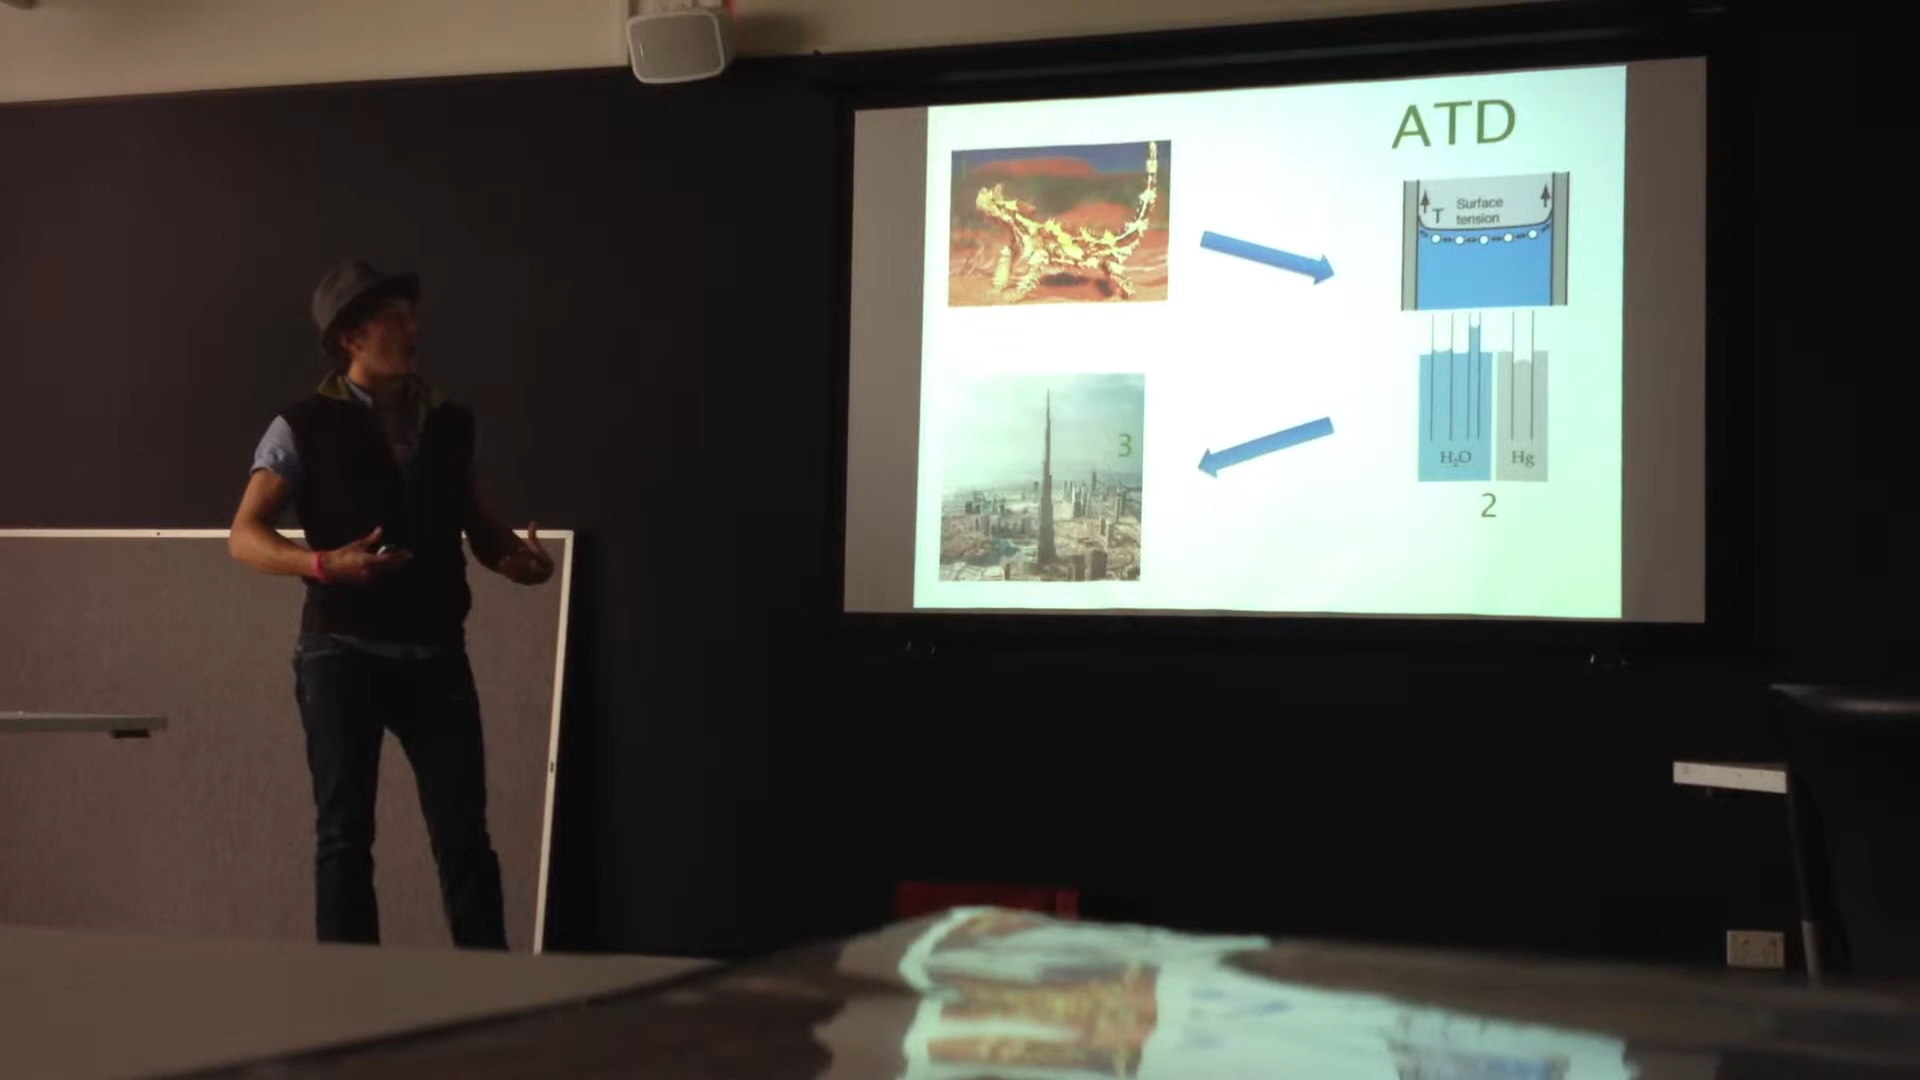 ATD
T Surface
tension
3
H₂O Hg
2